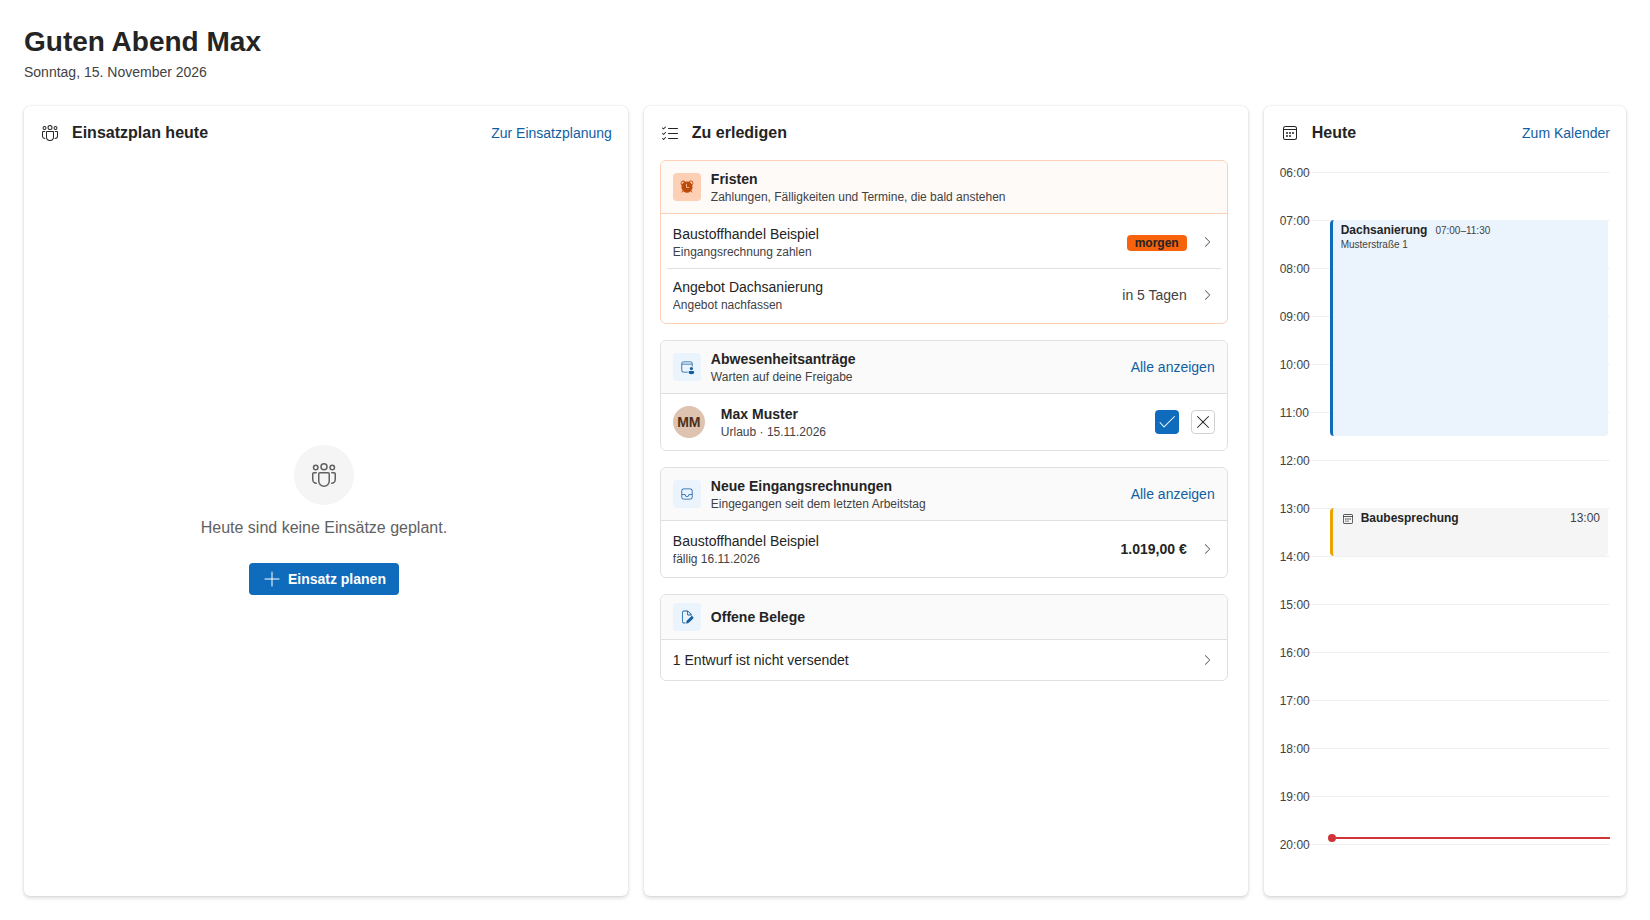 Guten Abend Max
Sonntag, 15. November 2026
Einsatzplan heute
Zur Einsatzplanung
Heute sind keine Einsätze geplant.
Einsatz planen
Zu erledigen
Fristen
Zahlungen, Fälligkeiten und Termine, die bald anstehen
Baustoffhandel Beispiel
Eingangsrechnung zahlen
morgen
Angebot Dachsanierung
Angebot nachfassen
in 5 Tagen
Abwesenheitsanträge
Warten auf deine Freigabe
Alle anzeigen
MM
Max Muster
Urlaub · 15.11.2026
Neue Eingangsrechnungen
Eingegangen seit dem letzten Arbeitstag
Alle anzeigen
Baustoffhandel Beispiel
fällig 16.11.2026
1.019,00 €
Offene Belege
1 Entwurf ist nicht versendet
Heute
Zum Kalender
06:00
07:00
Dachsanierung 07:00–11:30
Musterstraße 1
08:00
09:00
10:00
11:00
12:00
13:00
Baubesprechung 13:00
14:00
15:00
16:00
17:00
18:00
19:00
20:00